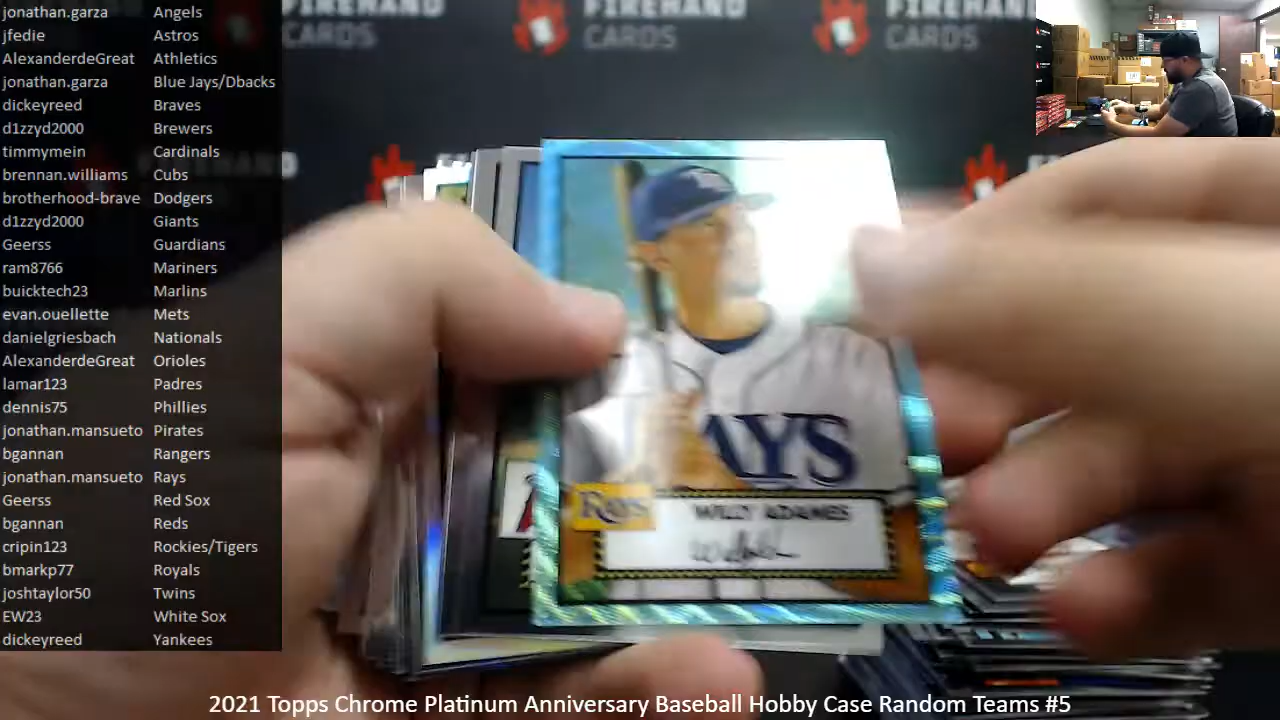 jonathan.garza Angels
jfedie Astros
AlexanderdeGreat Athletics
jonathan.garza Blue Jays/Dbacks
dickeyreed Braves
d1zzyd2000 Brewers
timmymein Cardinals
brennan.williams Cubs
brotherhood-brave Dodgers
d1zzyd2000 Giants
Geerss Guardians
ram8766 Mariners
buicktech23 Marlins
evan.ouellette Mets
danielgriesbach Nationals
AlexanderdeGreat Orioles
lamar123 Padres
dennis75 Phillies
jonathan.mansueto Pirates
bgannan Rangers
jonathan.mansueto Rays
Geerss Red Sox
bgannan Reds
cripin123 Rockies/Tigers
bmarkp77 Royals
joshtaylor50 Twins
EW23 White Sox
dickeyreed Yankees
FIREHAND
CARDS
FIREHAND
CARDS
FIREHAND
CARDS
RAYS
Rays
WILLY ADAMES
2021 Topps Chrome Platinum Anniversary Baseball Hobby Case Random Teams #5